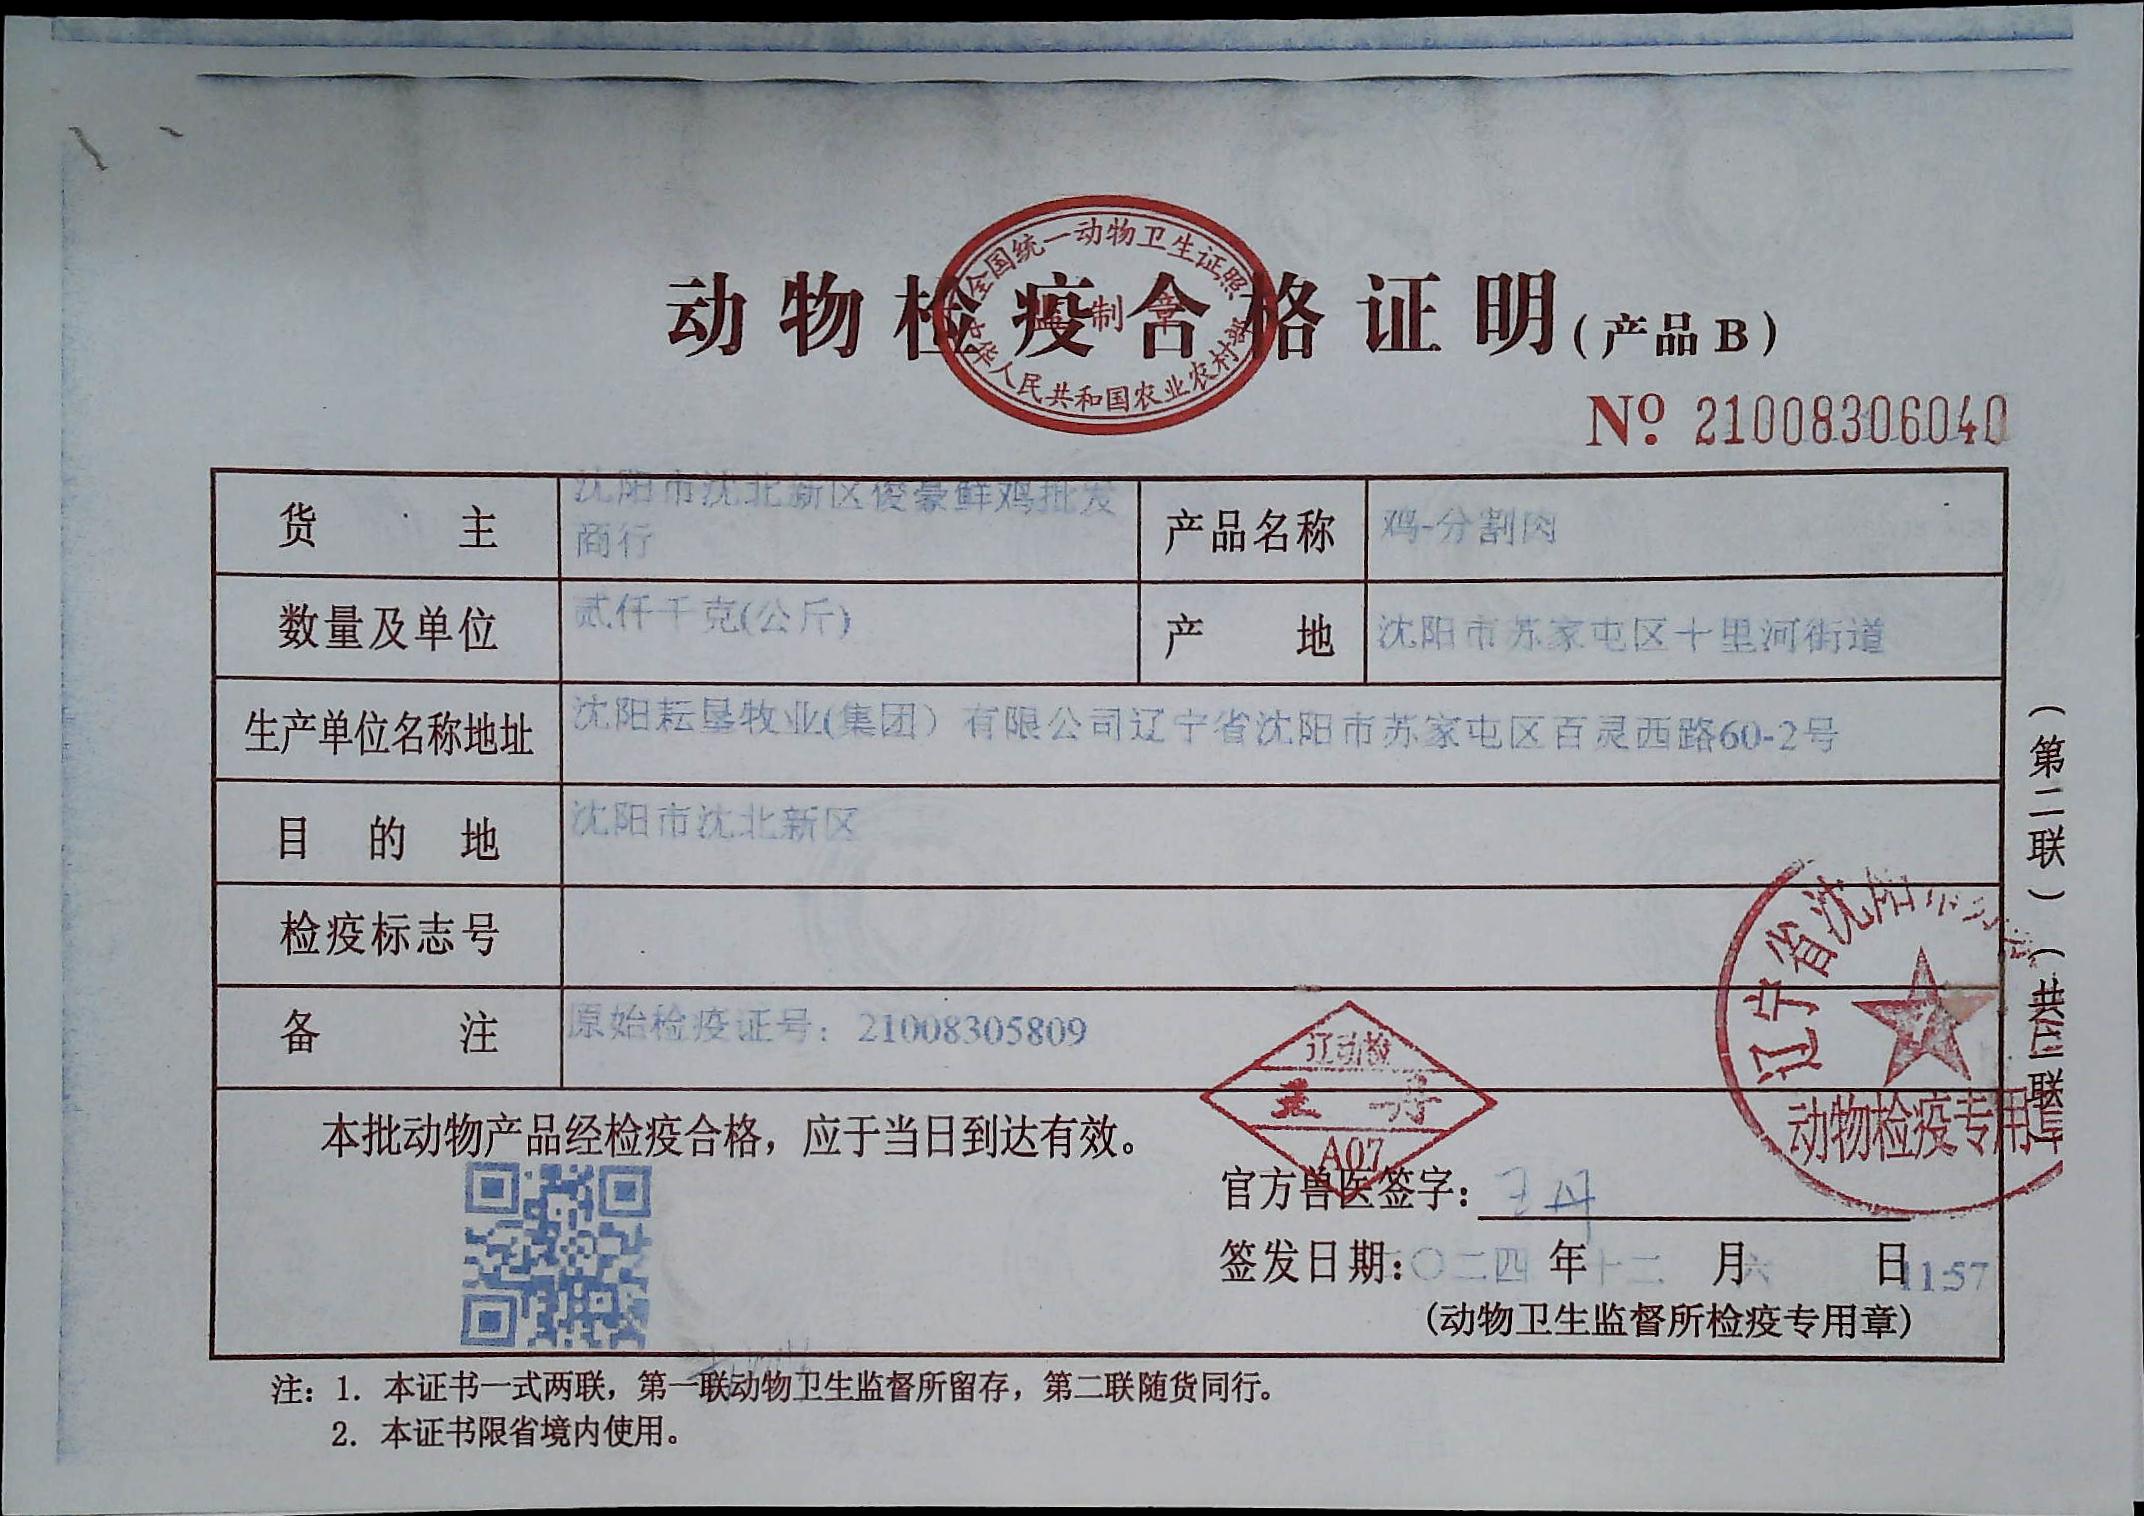 全国统一动物卫生证照
监制章
中华人民共和国农业农村部
动物检疫合格证明(产品B)
№ 21008306040
货主 沈阳市沈北新区俊豪鲜鸡批发
商行
产品名称 鸡-分割肉
数量及单位 贰仟千克(公斤)
产地 沈阳市苏家屯区十里河街道
生产单位名称地址 沈阳耘垦牧业(集团）有限公司辽宁省沈阳市苏家屯区百灵西路60-2号
目的地 沈阳市沈北新区
检疫标志号
备注 原始检疫证号：21008305809
(第二联)(共二联)
辽宁省沈阳市
动物检疫专用章
辽动检
A07
本批动物产品经检疫合格，应于当日到达有效。
官方兽医签字：
签发日期：〇二四年十二月六日11:57
(动物卫生监督所检疫专用章)
注：1. 本证书一式两联，第一联动物卫生监督所留存，第二联随货同行。
2. 本证书限省境内使用。